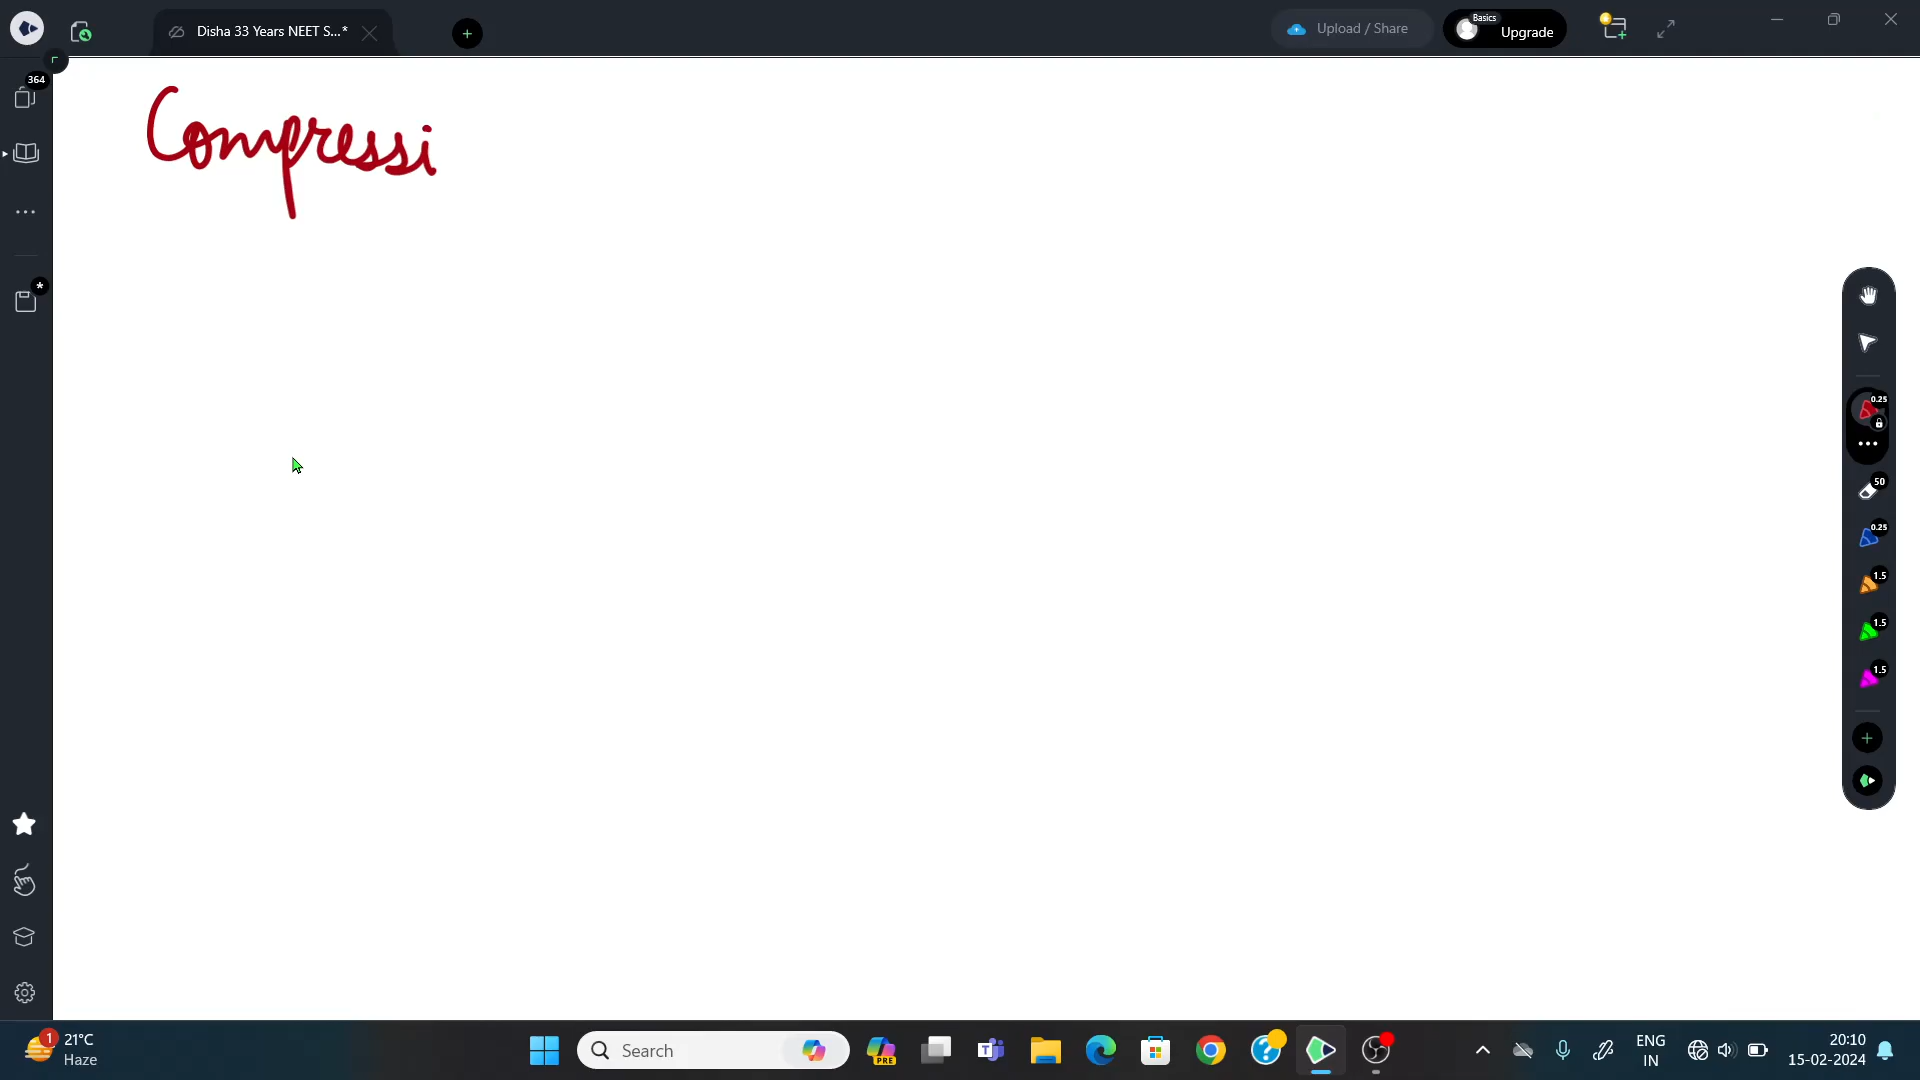 Disha 33 Years NEET S...*
+
Upload / Share
Basics
Upgrade
364
Compressi
*
0.25
50
0.25
1.5
1.5
1.5
1
21°C
Haze
Search
PRE
ENG
IN
20:10
15-02-2024